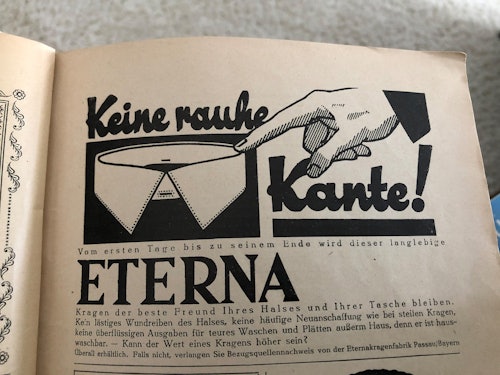 Keine rauhe
Kante!
Vom ersten Tage bis zu seinem Ende wird dieser langlebige
ETERNA
Kragen der beste Freund Ihres Halses und Ihrer Tasche bleiben.
Kein lästiges Wundreiben des Halses, keine häufige Neuanschaffung wie bei steifen Kragen,
keine überflüssigen Ausgaben für teures Waschen und Plätten außerm Haus, denn er ist haus-
waschbar. — Kann der Wert eines Kragens höher sein?
Überall erhältlich. Falls nicht, verlangen Sie Bezugsquellennachweis von der Eternakragenfabrik Passau/Bayern